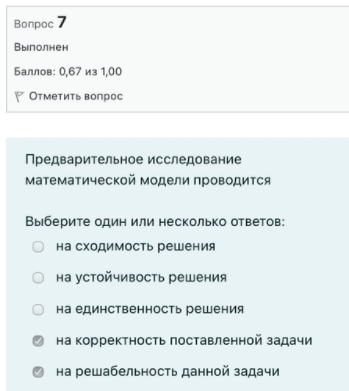 Вопрос 7
Выполнен
Баллов: 0,67 из 1,00
Отметить вопрос
Предварительное исследование
математической модели проводится
Выберите один или несколько ответов:
на сходимость решения
на устойчивость решения
на единственность решения
на корректность поставленной задачи
на решабельность данной задачи